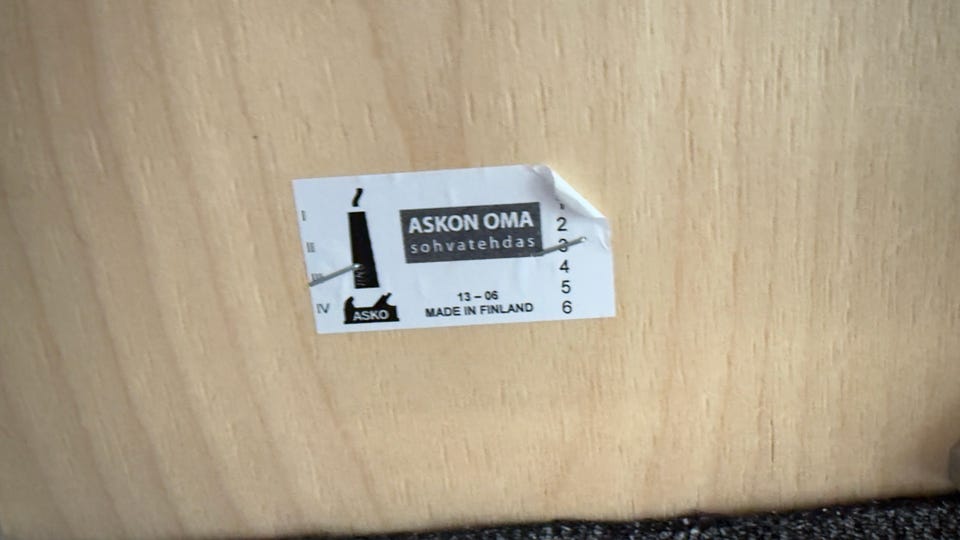 I
II
III
IV
ASKO
ASKON OMA
sohvatehdas
13 – 06
MADE IN FINLAND
2
3
4
5
6